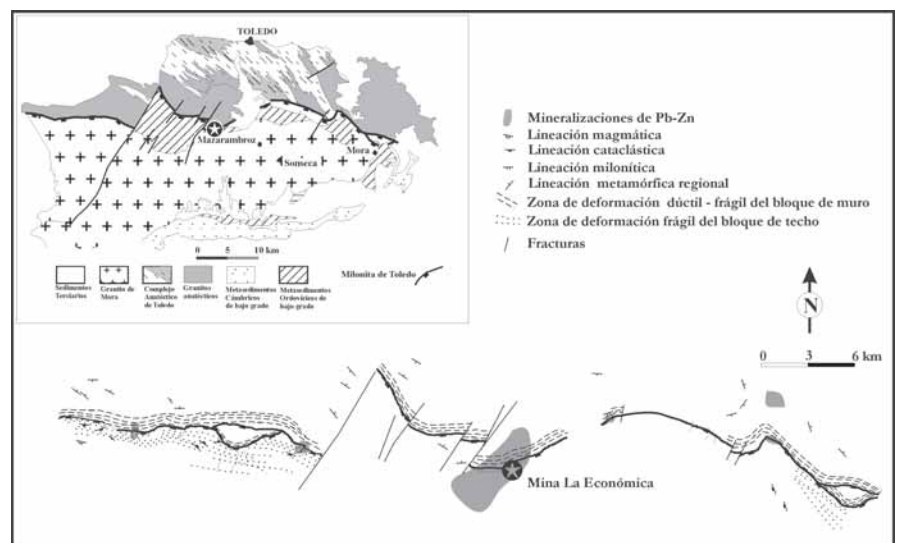 TOLEDO
Mazarambroz
Mora
Sonseca
0 5 10 km
Sedimentos
Terciarios
Granito de
Mora
Complejo
Anatéctico
de Toledo
Granitos
anatécticos
Metasedimentos
Cámbricos
de bajo grado
Metasedimentos
Ordovícicos de
bajo grado
Milonita de Toledo
Mineralizaciones de Pb-Zn
Lineación magmática
Lineación cataclástica
Lineación milonítica
Lineación metamórfica regional
Zona de deformación dúctil - frágil del bloque de muro
Zona de deformación frágil del bloque de techo
Fracturas
N
0 3 6 km
Mina La Económica